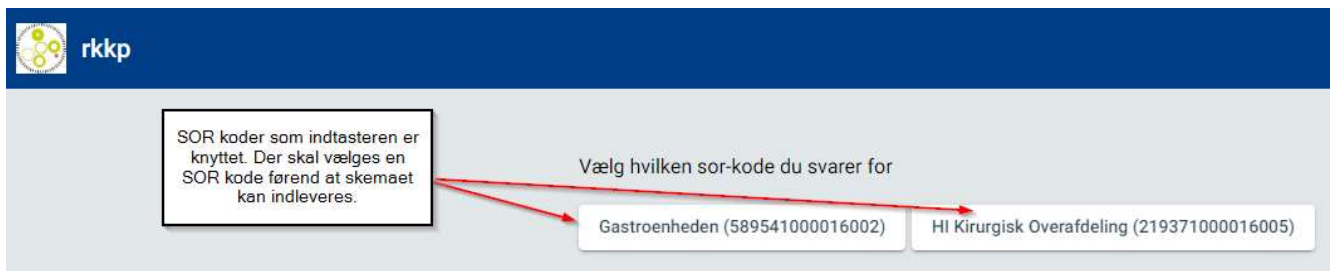 rkkp
SOR koder som indtasteren er
knyttet. Der skal vælges en
SOR kode førend at skemaet
kan indleveres.
Vælg hvilken sor-kode du svarer for
Gastroenheden (589541000016002)
HI Kirurgisk Overafdeling (219371000016005)